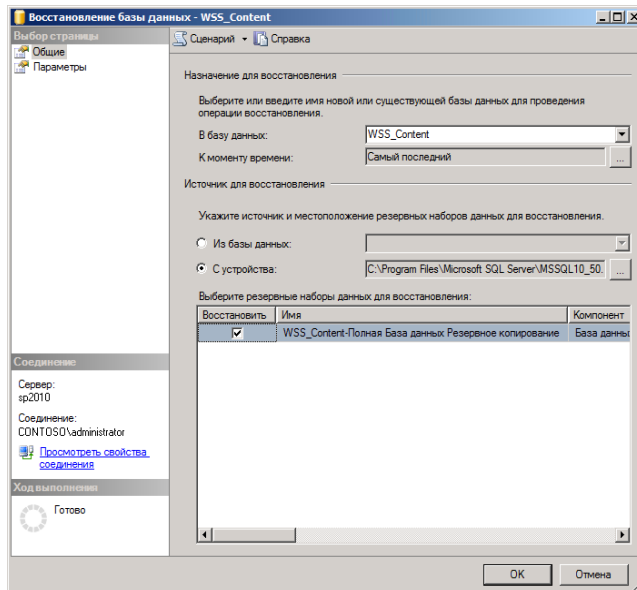 Восстановление базы данных - WSS_Content
Выбор страницы
Общие
Параметры
Сценарий
Справка
Назначение для восстановления
Выберите или введите имя новой или существующей базы данных для проведения
операции восстановления.
В базу данных:
WSS_Content
К моменту времени:
Самый последний
...
Источник для восстановления
Укажите источник и местоположение резервных наборов данных для восстановления.
Из базы данных:
С устройства:
C:\Program Files\Microsoft SQL Server\MSSQL10_50.
...
Выберите резервные наборы данных для восстановления:
Восстановить Имя Компонент
WSS_Content-Полная База данных Резервное копирование База данны
Соединение
Сервер:
sp2010
Соединение:
CONTOSO\administrator
Просмотреть свойства
соединения
Ход выполнения
Готово
OK
Отмена